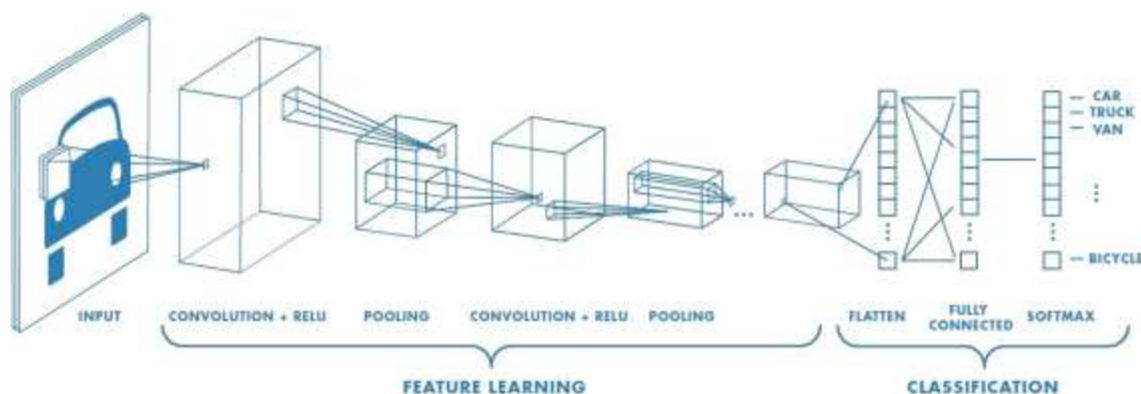 CAR
TRUCK
VAN
BICYCLE
INPUT
CONVOLUTION + RELU
POOLING
CONVOLUTION + RELU
POOLING
FLATTEN
FULLY
CONNECTED
SOFTMAX
FEATURE LEARNING
CLASSIFICATION